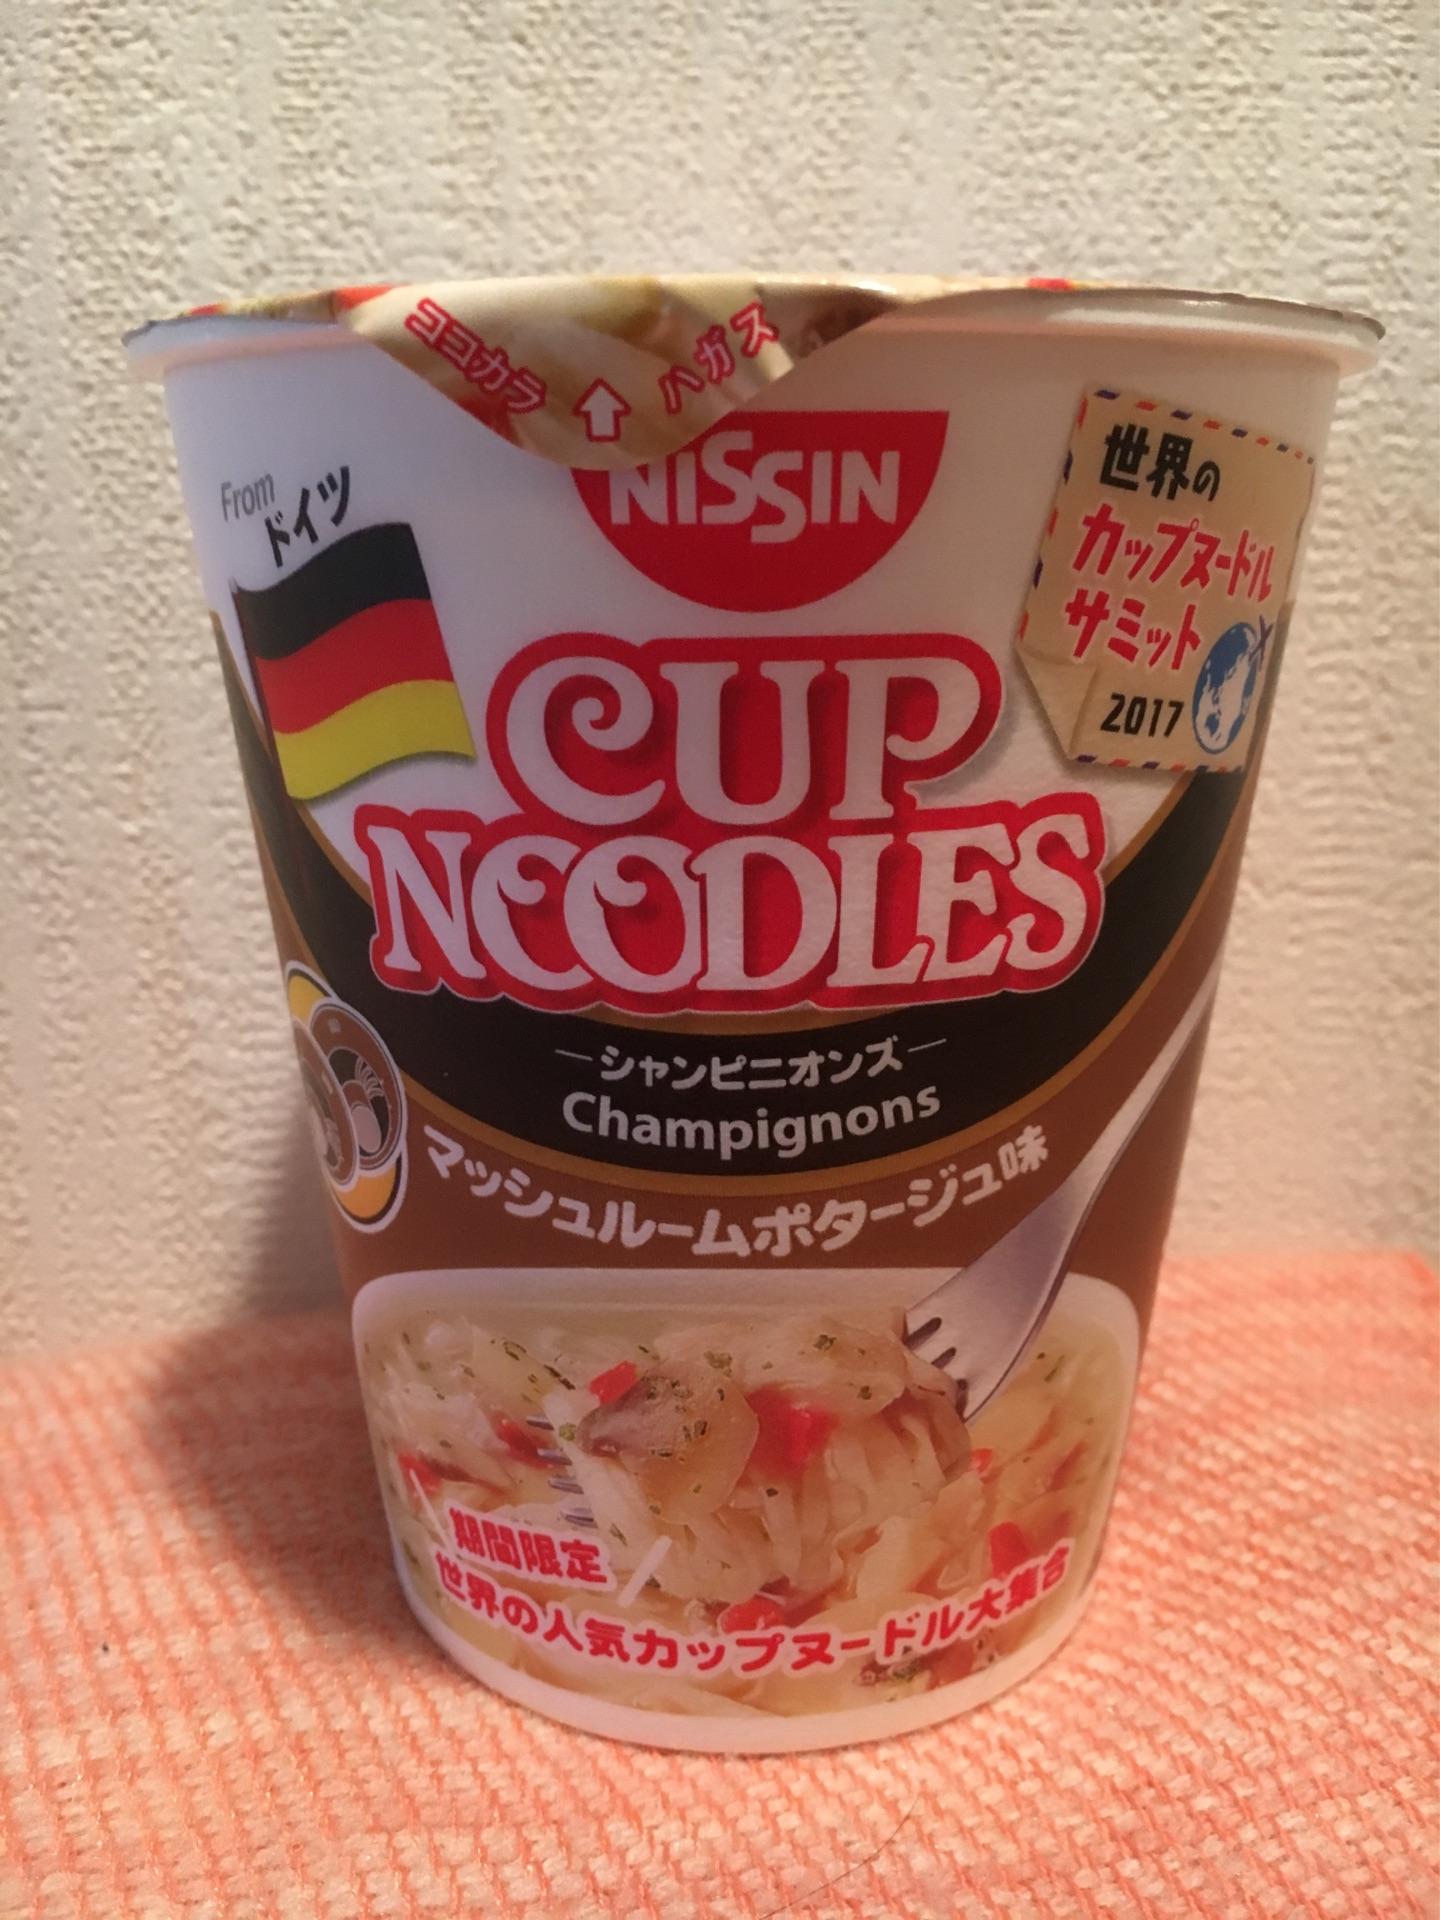 ココカラ
ハガス
NISSIN
From
ドイツ
世界の
カップヌードル
サミット
2017
CUP
NOODLES
シャンピニオンズ
Champignons
マッシュルームポタージュ味
期間限定
世界の人気カップヌードル大集合